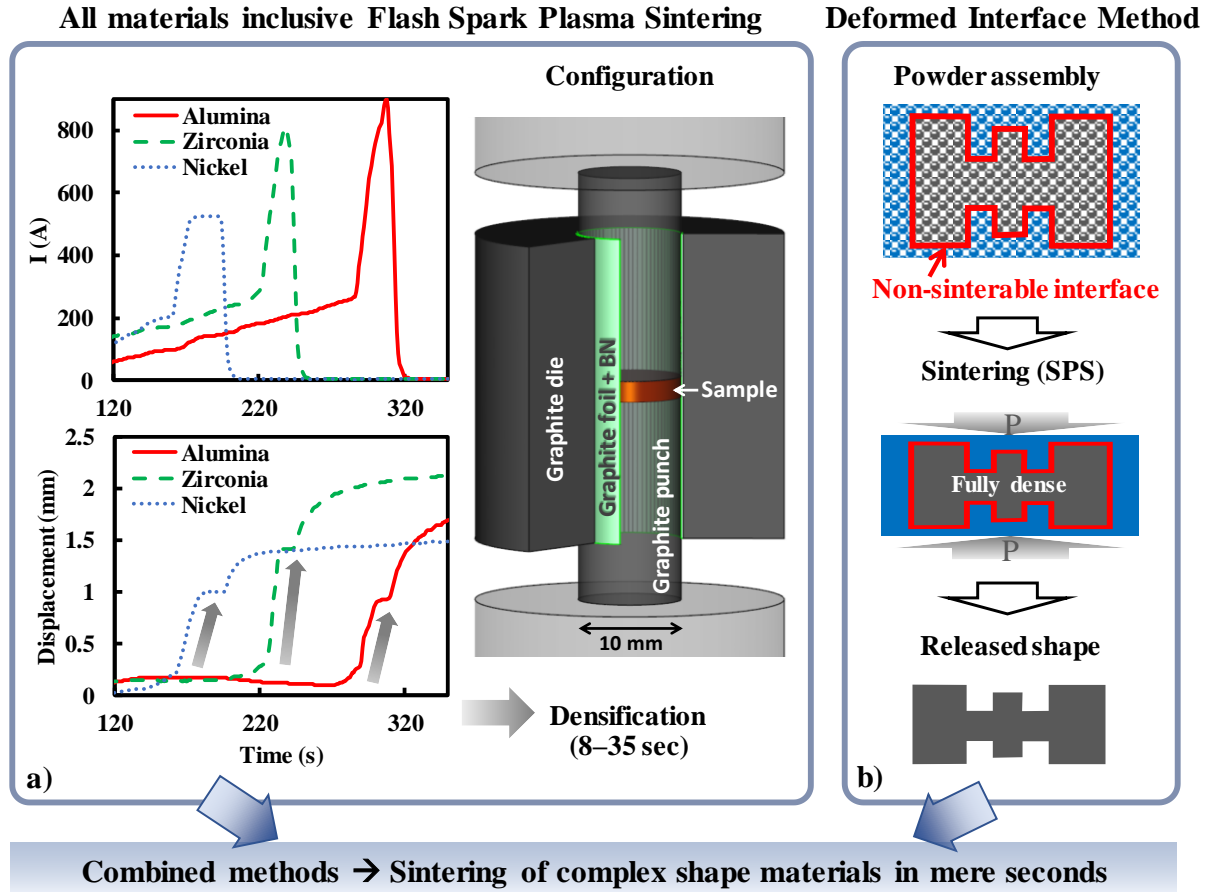 All materials inclusive Flash Spark Plasma Sintering
Deformed Interface Method
Alumina
Zirconia
Nickel
800
600
400
200
0
I (A)
120
220
320
Alumina
Zirconia
Nickel
2.5
2
1.5
1
0.5
0
Displacement (mm)
120
220
320
Time (s)
a)
Configuration
Graphite die
Graphite foil + BN
Graphite punch
Sample
10 mm
Densification
(8–35 sec)
Powder assembly
Non-sinterable interface
Sintering (SPS)
P
Fully dense
P
Released shape
b)
Combined methods → Sintering of complex shape materials in mere seconds